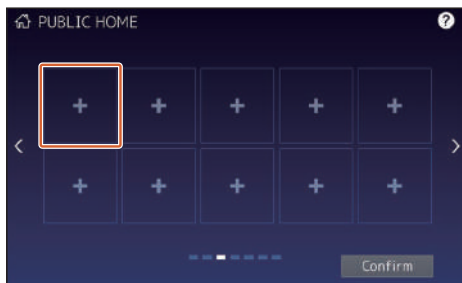 PUBLIC HOME
?
+ + + + +
< >
+ + + + +
Confirm